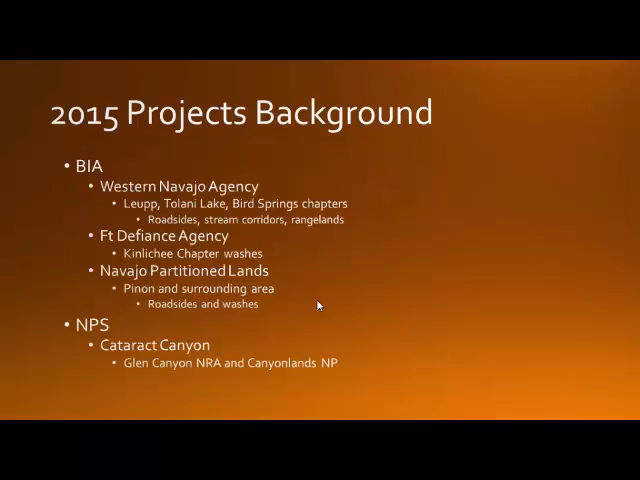 2015 Projects Background
• BIA
• Western Navajo Agency
• Leupp, Tolani Lake, Bird Springs chapters
• Roadsides, stream corridors, rangelands
• Ft Defiance Agency
• Kinlichee Chapter washes
• Navajo Partitioned Lands
• Pinon and surrounding area
• Roadsides and washes
• NPS
• Cataract Canyon
• Glen Canyon NRA and Canyonlands NP